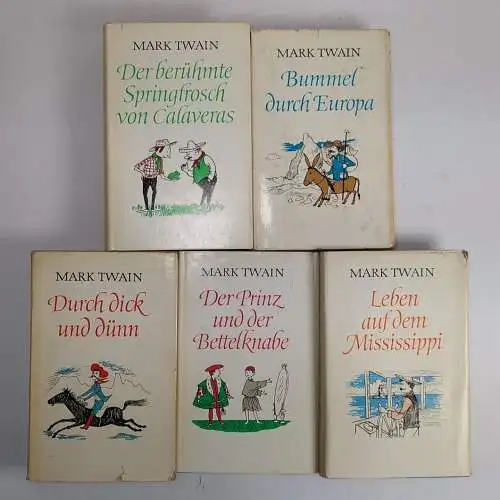 MARK TWAIN
Der berühmte
Springfrosch
von Calaveras
MARK TWAIN
Bummel
durch Europa
MARK TWAIN
Durch dick
und dünn
MARK TWAIN
Der Prinz
und der
Bettelknabe
MARK TWAIN
Leben
auf dem
Mississippi